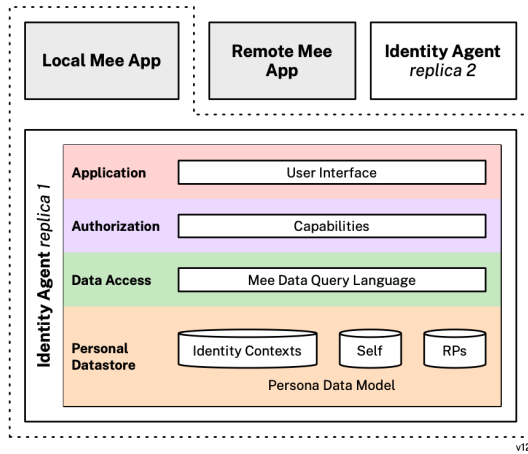 Local Mee App
Remote Mee
App
Identity Agent
replica 2
Identity Agent replica 1
Application
User Interface
Authorization
Capabilities
Data Access
Mee Data Query Language
Personal
Datastore
Identity Contexts
Self
RPs
Persona Data Model
v12